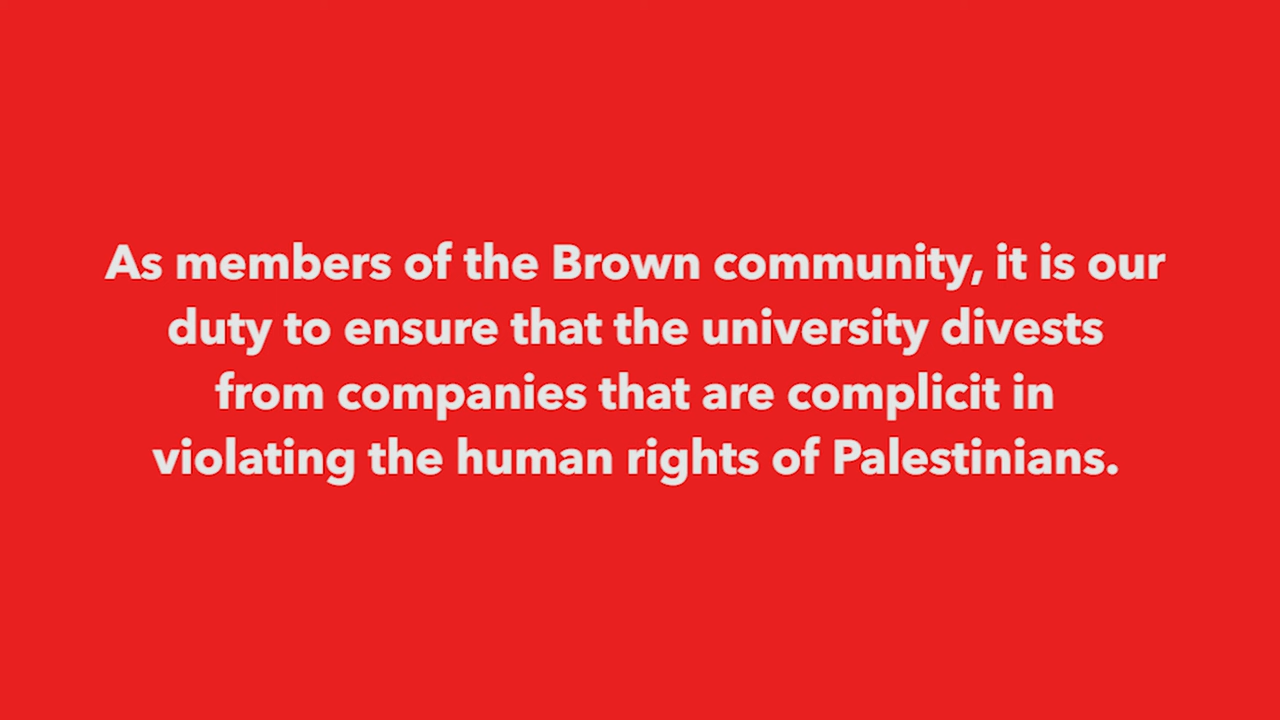 As members of the Brown community, it is our
duty to ensure that the university divests
from companies that are complicit in
violating the human rights of Palestinians.